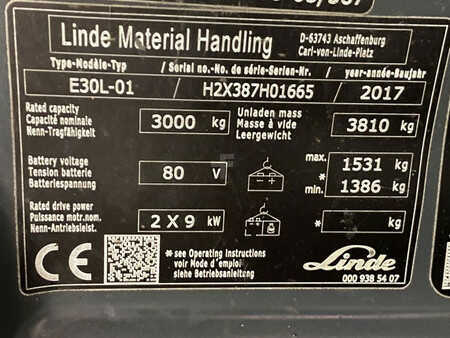 Linde Material Handling
D-63743 Aschaffenburg
Carl-von-Linde-Platz
Type-Modèle-Typ / Serial no.-No. de série-Serien-Nr. / year-année-Baujahr
E30L-01 / H2X387H01665 / 2017
Rated capacity
Capacité nominale
Nenn-Tragfähigkeit
3000 kg
Unladen mass
Masse à vide
Leergewicht
3810 kg
Battery voltage
Tension batterie
Batteriespannung
80 V
max. 1531 kg
*
min. 1386 kg
Rated drive power
Puissance motr.nom.
Nenn-Antriebsleist.
2 X 9 kW
* kg
CE
* see Operating Instructions
voir Mode d'emploi
siehe Betriebsanleitung
Linde
000 938 54 07